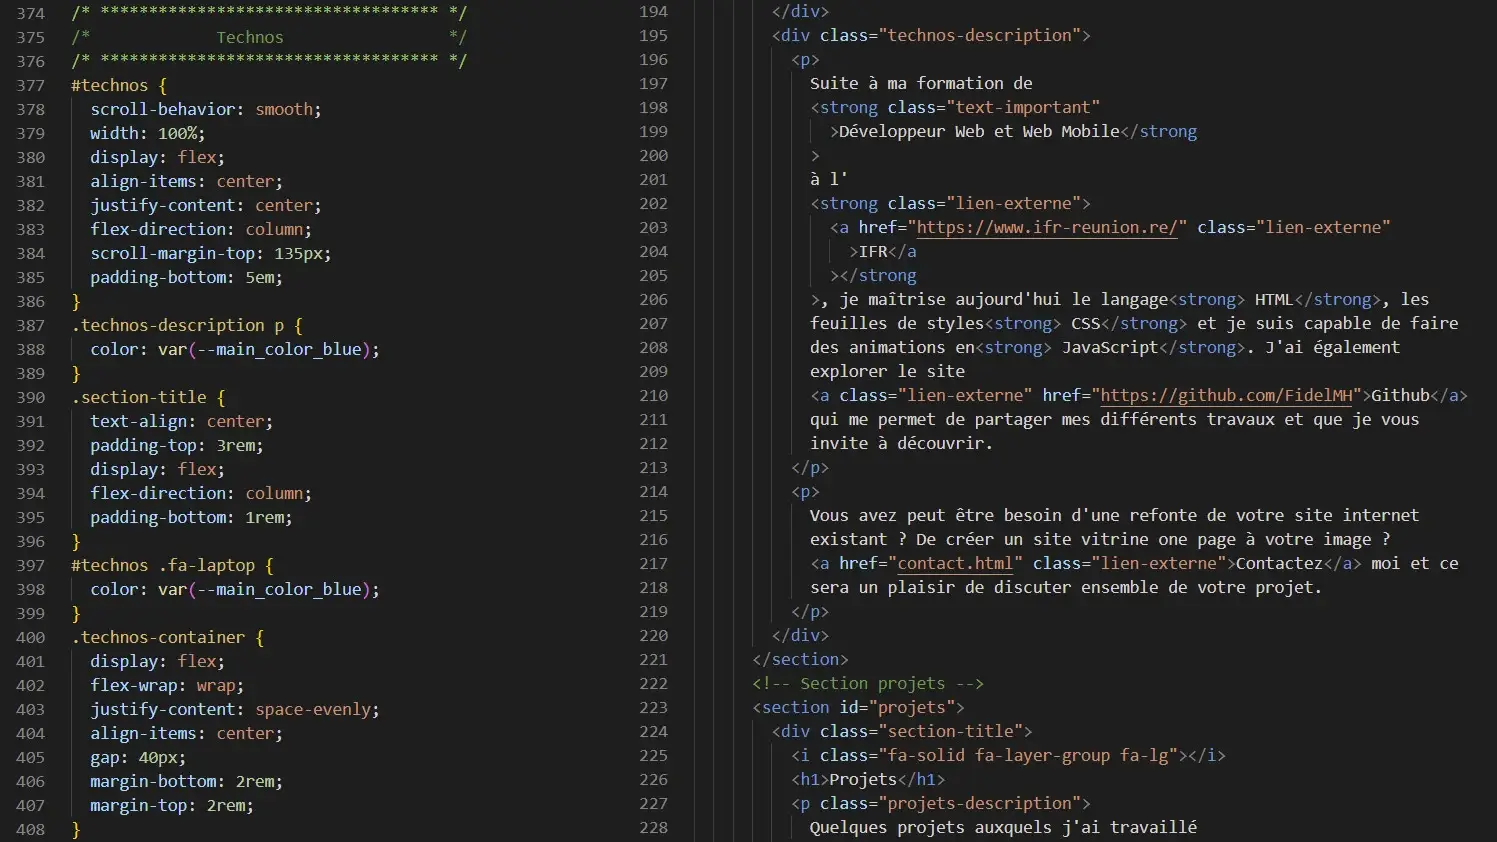 374 /* *********************************** */
375 /*             Technos                 */
376 /* *********************************** */
377 #technos {
378   scroll-behavior: smooth;
379   width: 100%;
380   display: flex;
381   align-items: center;
382   justify-content: center;
383   flex-direction: column;
384   scroll-margin-top: 135px;
385   padding-bottom: 5em;
386 }
387 .technos-description p {
388   color: var(--main_color_blue);
389 }
390 .section-title {
391   text-align: center;
392   padding-top: 3rem;
393   display: flex;
394   flex-direction: column;
395   padding-bottom: 1rem;
396 }
397 #technos .fa-laptop {
398   color: var(--main_color_blue);
399 }
400 .technos-container {
401   display: flex;
402   flex-wrap: wrap;
403   justify-content: space-evenly;
404   align-items: center;
405   gap: 40px;
406   margin-bottom: 2rem;
407   margin-top: 2rem;
408 }
194   </div>
195   <div class="technos-description">
196     <p>
197       Suite à ma formation de
198       <strong class="text-important"
199         >Développeur Web et Web Mobile</strong
200       >
201       à l'
202       <strong class="lien-externe">
203         <a href="https://www.ifr-reunion.re/" class="lien-externe"
204           >IFR</a
205         ></strong
206       >, je maîtrise aujourd'hui le langage<strong> HTML</strong>, les
207       feuilles de styles<strong> CSS</strong> et je suis capable de faire
208       des animations en<strong> JavaScript</strong>. J'ai également
209       explorer le site
210       <a class="lien-externe" href="https://github.com/FidelMH">Github</a>
211       qui me permet de partager mes différents travaux et que je vous
212       invite à découvrir.
213     </p>
214     <p>
215       Vous avez peut être besoin d'une refonte de votre site internet
216       existant ? De créer un site vitrine one page à votre image ?
217       <a href="contact.html" class="lien-externe">Contactez</a> moi et ce
218       sera un plaisir de discuter ensemble de votre projet.
219     </p>
220   </div>
221 </section>
222 <!-- Section projets -->
223 <section id="projets">
224   <div class="section-title">
225     <i class="fa-solid fa-layer-group fa-lg"></i>
226     <h1>Projets</h1>
227     <p class="projets-description">
228       Quelques projets auxquels j'ai travaillé